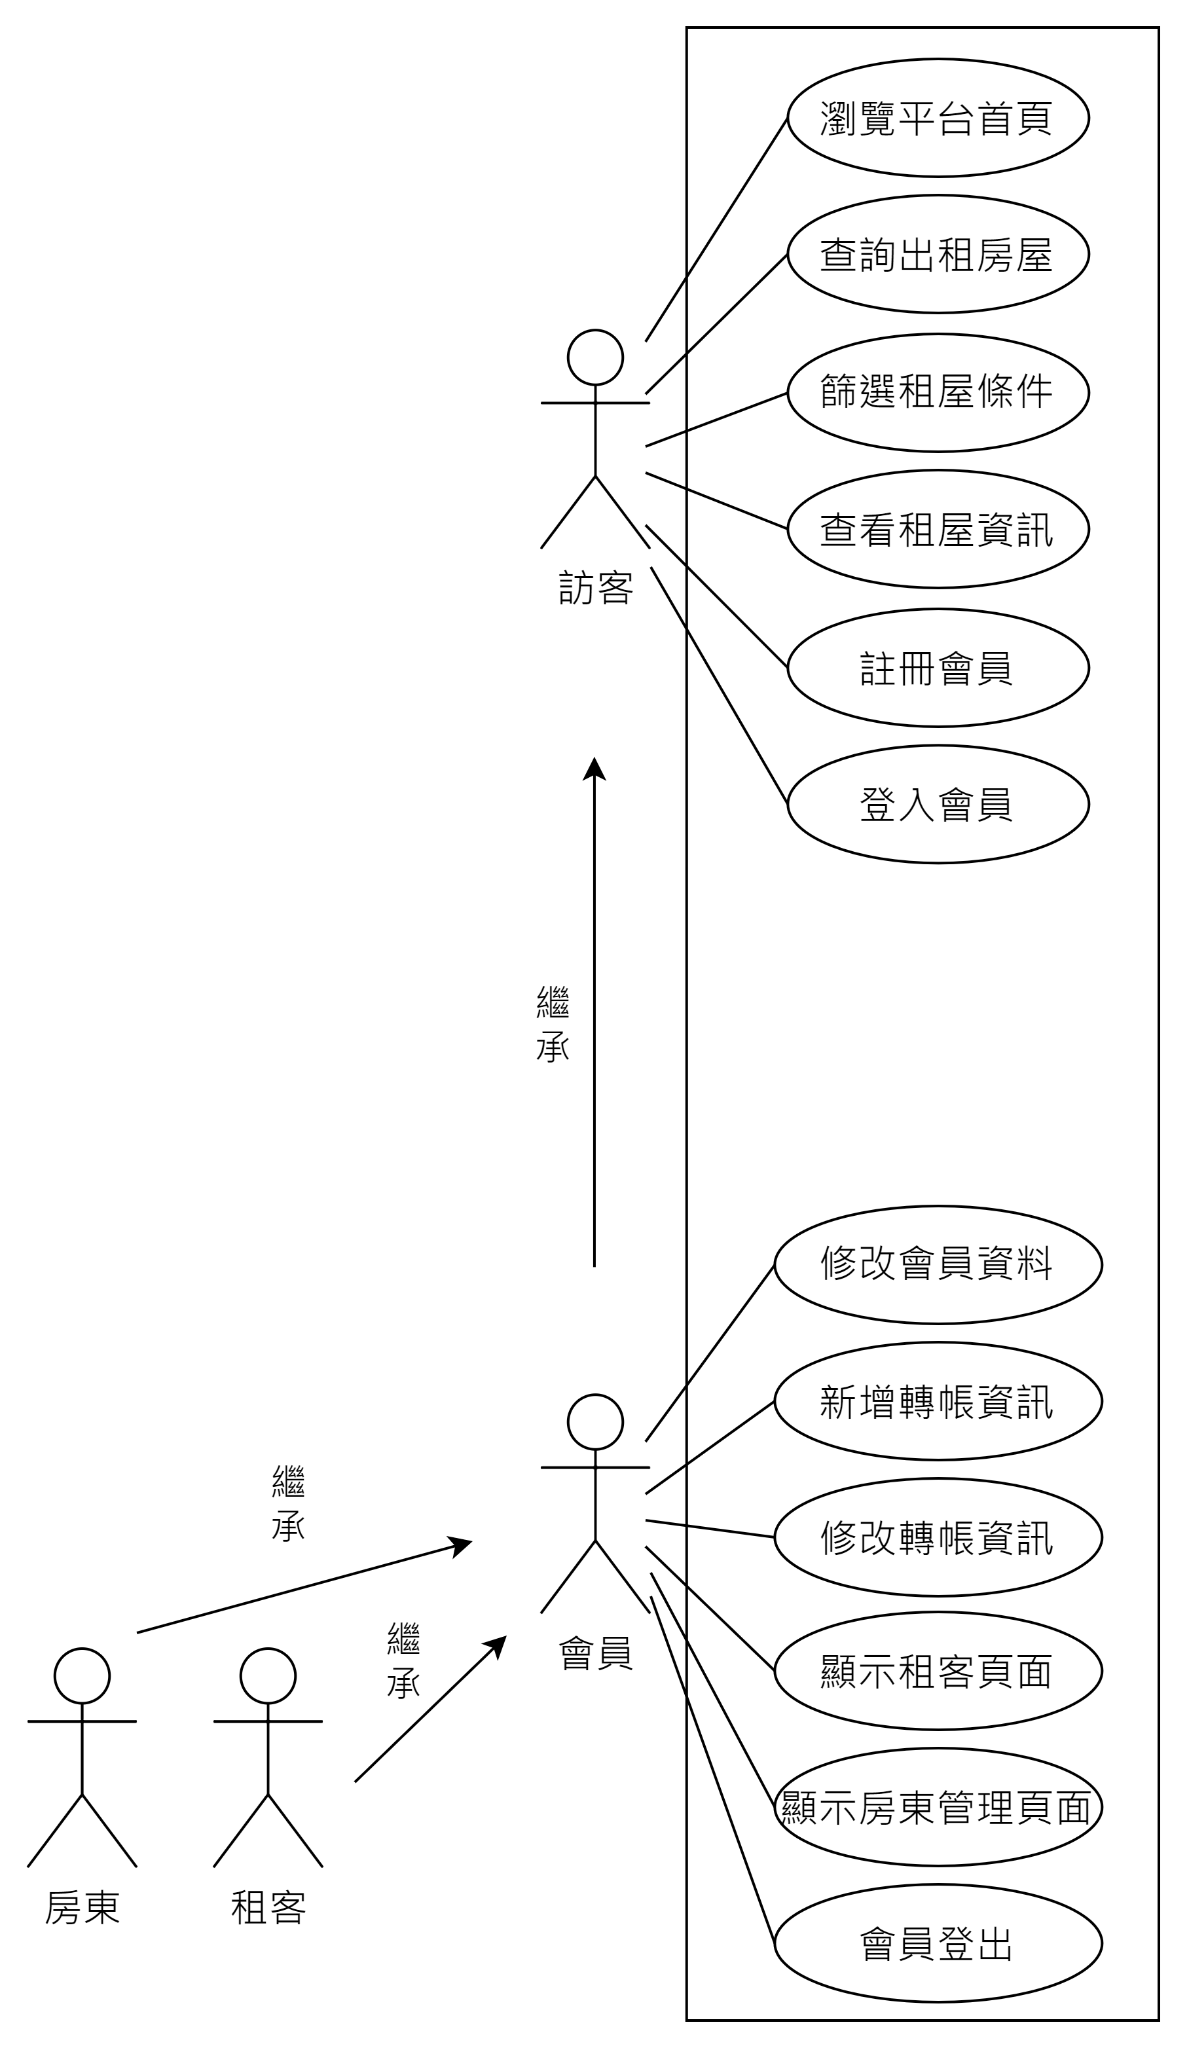 瀏覽平台首頁
查詢出租房屋
篩選租屋條件
查看租屋資訊
訪客
註冊會員
登入會員
繼
承
修改會員資料
新增轉帳資訊
繼
承
修改轉帳資訊
繼
承
會員
顯示租客頁面
顯示房東管理頁面
房東
租客
會員登出